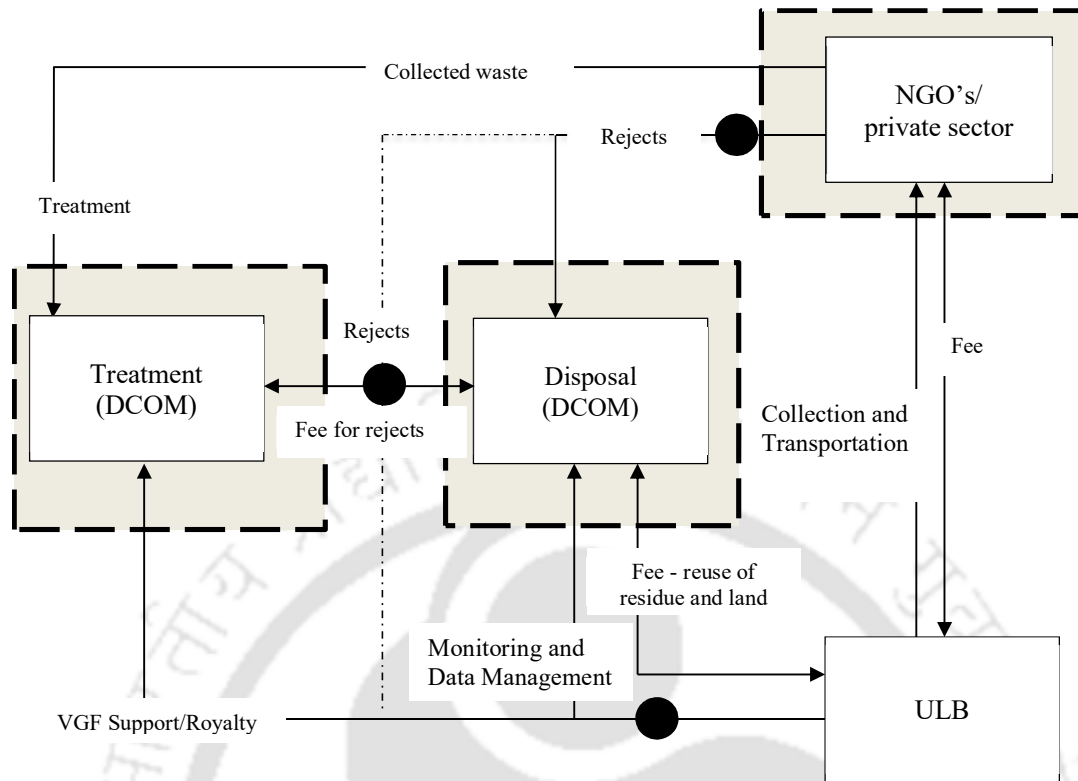 Collected waste
NGO's/
private sector
Rejects
Treatment
Rejects
Treatment
(DCOM)
Disposal
(DCOM)
Fee for rejects
Fee
Collection and
Transportation
Fee - reuse of
residue and land
Monitoring and
Data Management
VGF Support/Royalty
ULB